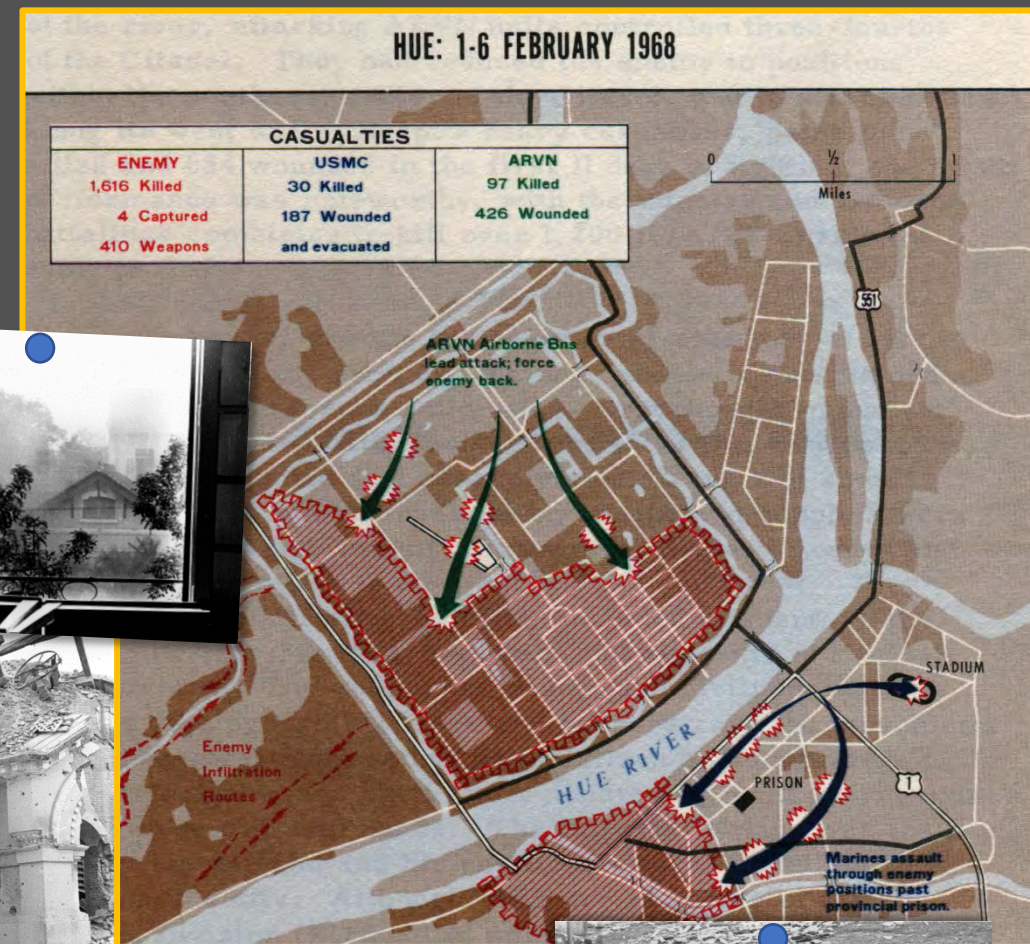 HUE: 1-6 FEBRUARY 1968
CASUALTIES
ENEMY
1,616 Killed
4 Captured
410 Weapons
USMC
30 Killed
187 Wounded
and evacuated
ARVN
97 Killed
426 Wounded
0 ½ 1
Miles
551
ARVN Airborne Bns
lead attack; force
enemy back.
STADIUM
Enemy
Infiltration
Routes
HUE RIVER
PRISON
1
Marines assault
through enemy
positions past
provincial prison.